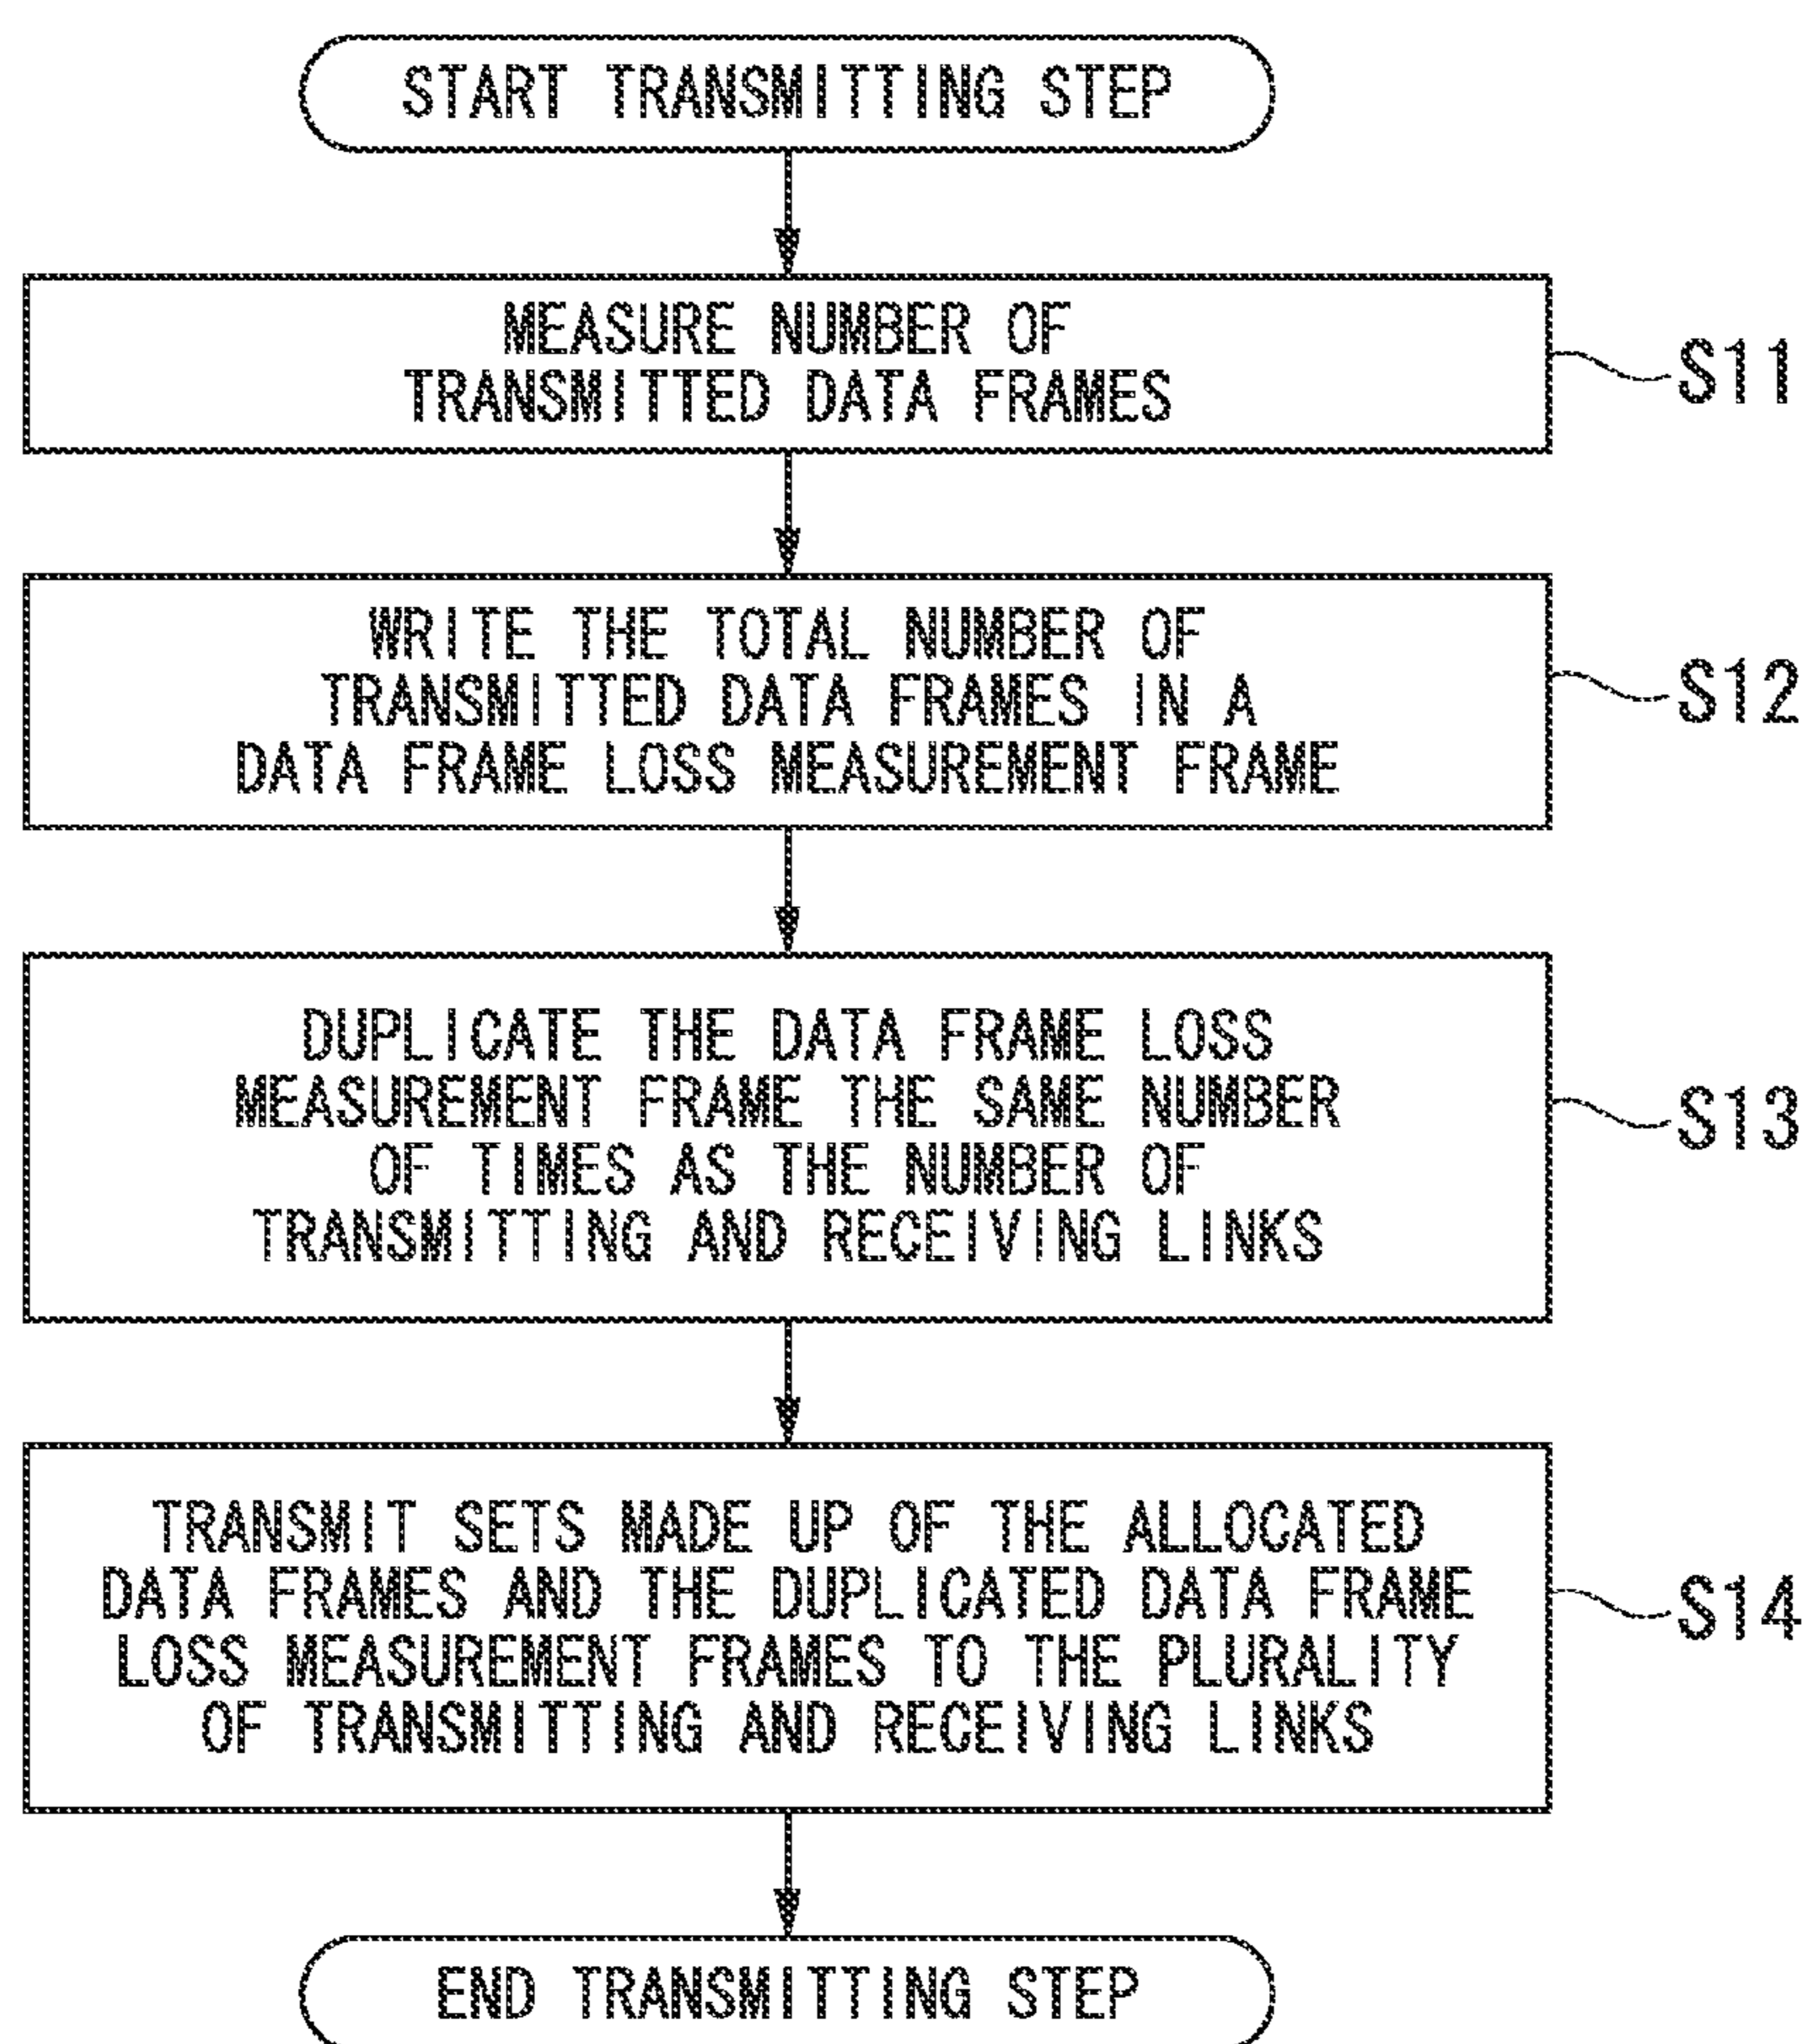 START TRANSMITTING STEP
MEASURE NUMBER OF
TRANSMITTED DATA FRAMES
S11
WRITE THE TOTAL NUMBER OF
TRANSMITTED DATA FRAMES IN A
DATA FRAME LOSS MEASUREMENT FRAME
S12
DUPLICATE THE DATA FRAME LOSS
MEASUREMENT FRAME THE SAME NUMBER
OF TIMES AS THE NUMBER OF
TRANSMITTING AND RECEIVING LINKS
S13
TRANSMIT SETS MADE UP OF THE ALLOCATED
DATA FRAMES AND THE DUPLICATED DATA FRAME
LOSS MEASUREMENT FRAMES TO THE PLURALITY
OF TRANSMITTING AND RECEIVING LINKS
S14
END TRANSMITTING STEP